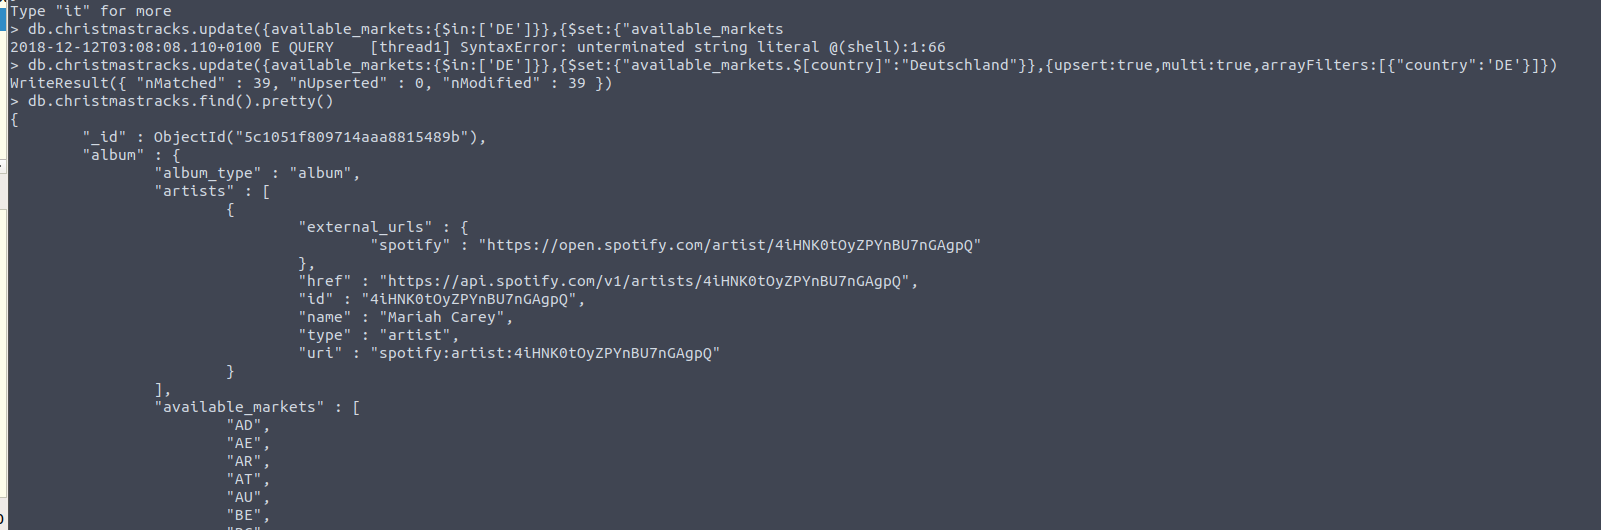 Type "it" for more
> db.christmastracks.update({available_markets:{$in:['DE']}},{$set:{"available_markets
2018-12-12T03:08:08.110+0100 E QUERY    [thread1] SyntaxError: unterminated string literal @(shell):1:66
> db.christmastracks.update({available_markets:{$in:['DE']}},{$set:{"available_markets.$[country]":"Deutschland"}},{upsert:true,multi:true,arrayFilters:[{"country":'DE'}]})
WriteResult({ "nMatched" : 39, "nUpserted" : 0, "nModified" : 39 })
> db.christmastracks.find().pretty()
{
        "_id" : ObjectId("5c1051f809714aaa8815489b"),
        "album" : {
                "album_type" : "album",
                "artists" : [
                        {
                                "external_urls" : {
                                        "spotify" : "https://open.spotify.com/artist/4iHNK0tOyZPYnBU7nGAgpQ"
                                },
                                "href" : "https://api.spotify.com/v1/artists/4iHNK0tOyZPYnBU7nGAgpQ",
                                "id" : "4iHNK0tOyZPYnBU7nGAgpQ",
                                "name" : "Mariah Carey",
                                "type" : "artist",
                                "uri" : "spotify:artist:4iHNK0tOyZPYnBU7nGAgpQ"
                        }
                ],
                "available_markets" : [
                        "AD",
                        "AE",
                        "AR",
                        "AT",
                        "AU",
                        "BE",